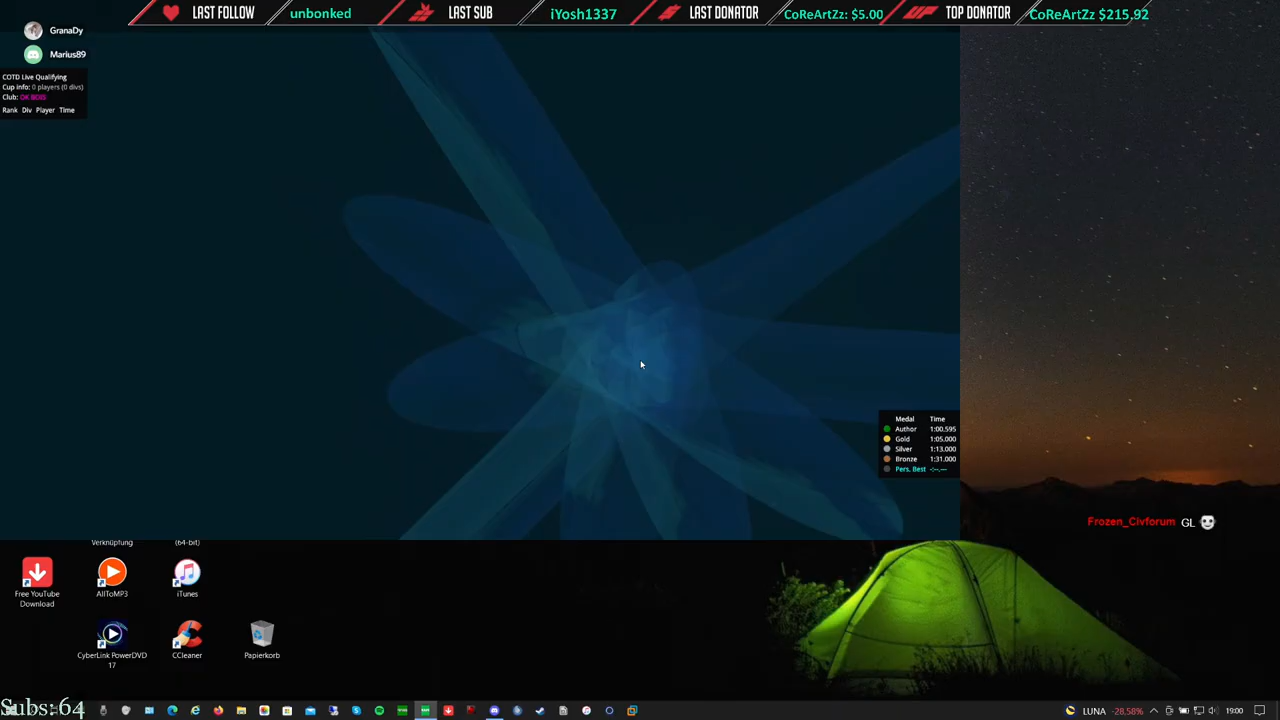 LAST FOLLOW unbonked LAST SUB iYosh1337 LAST DONATOR CoReArtZz: $5.00 TOP DONATOR CoReArtZz $215.92
GranaDy
Marius89
COTD Live Qualifying
Cup info: 0 players (0 divs)
Club:
Rank Div Player Time
Medal Time
Author 1:00.595
Gold 1:05.000
Silver 1:13.000
Bronze 1:31.000
Pers. Best -:--.---
Frozen_Civforum GL
Verknüpfung
(64-bit)
Free YouTube
Download
AllToMP3
iTunes
CyberLink PowerDVD
17
CCleaner
Papierkorb
Subs:64
LUNA -28,58% 19:00